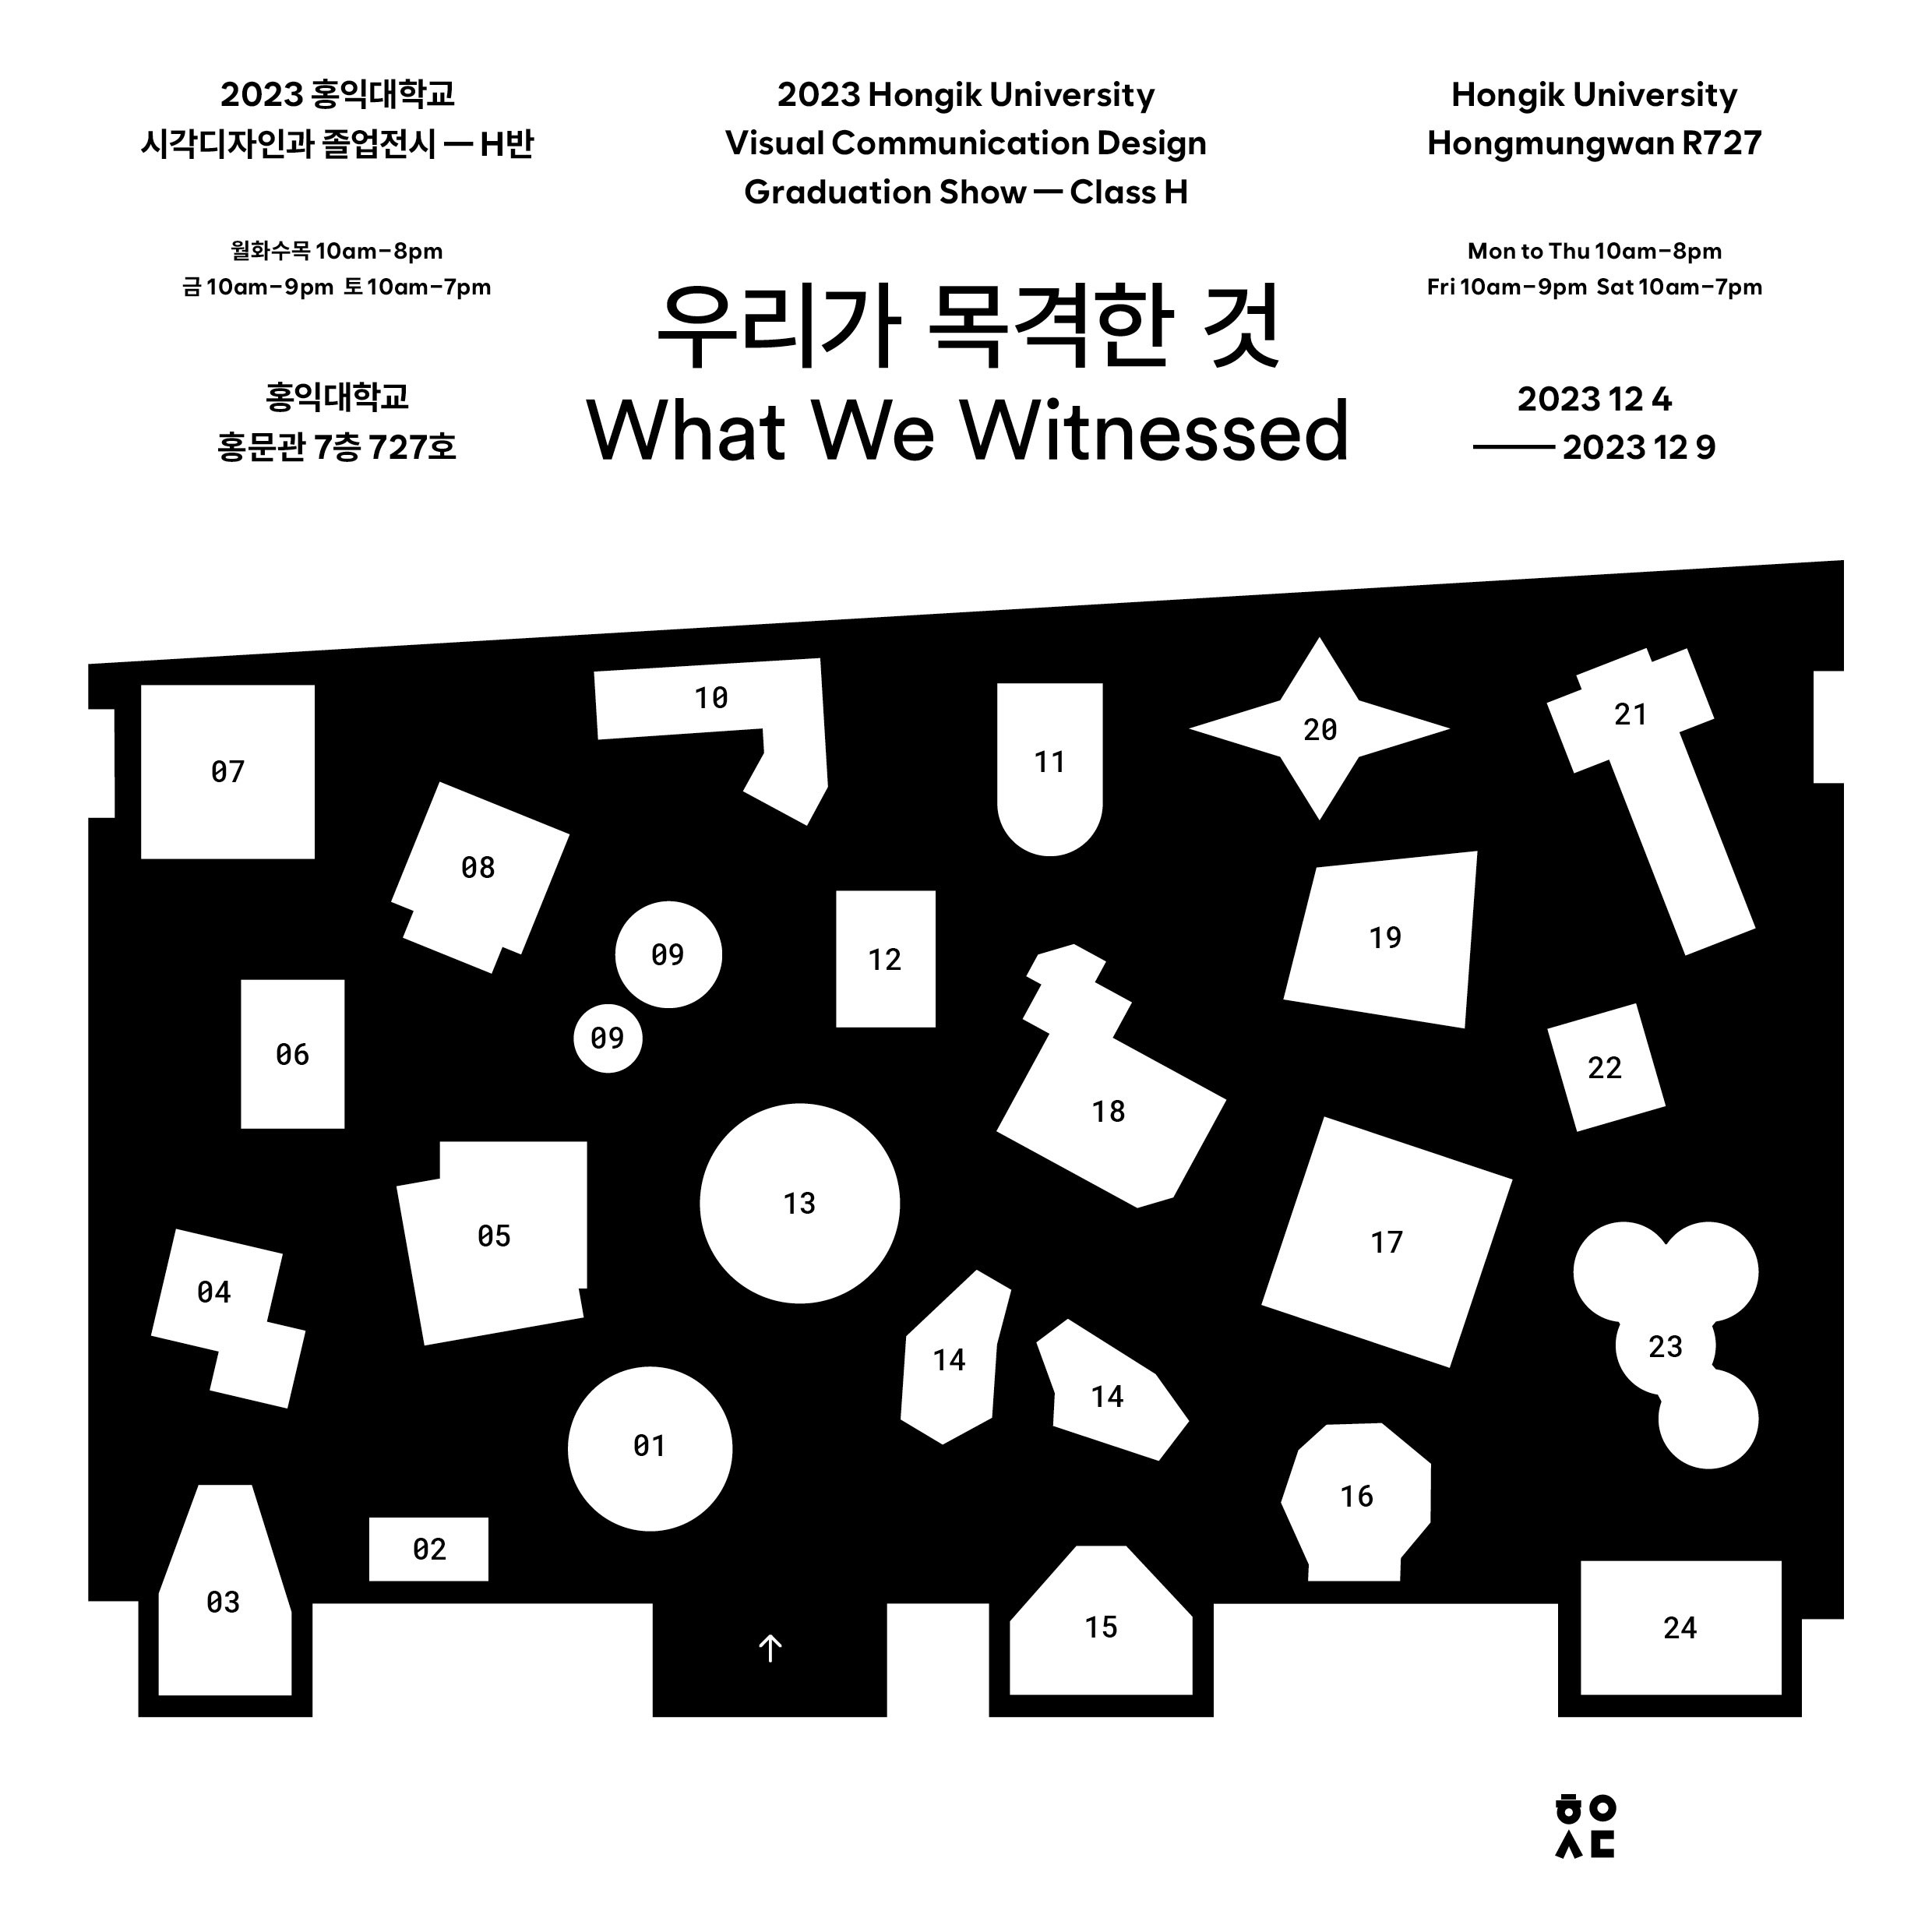 2023 홍익대학교
시각디자인과 졸업전시 — H반
월화수목 10am–8pm
금 10am–9pm 토 10am–7pm
홍익대학교
홍문관 7층 727호
2023 Hongik University
Visual Communication Design
Graduation Show — Class H
우리가 목격한 것
What We Witnessed
Hongik University
Hongmungwan R727
Mon to Thu 10am–8pm
Fri 10am–9pm Sat 10am–7pm
2023 12 4
—— 2023 12 9
10
20
21
11
07
08
19
09
12
09
06
22
18
13
05
17
04
23
14
14
01
16
02
03
15
24
↑
홍익시디